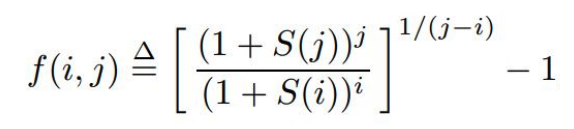 f(i, j) ≜ [ (1 + S(j))^j / (1 + S(i))^i ]^{1/(j−i)} − 1